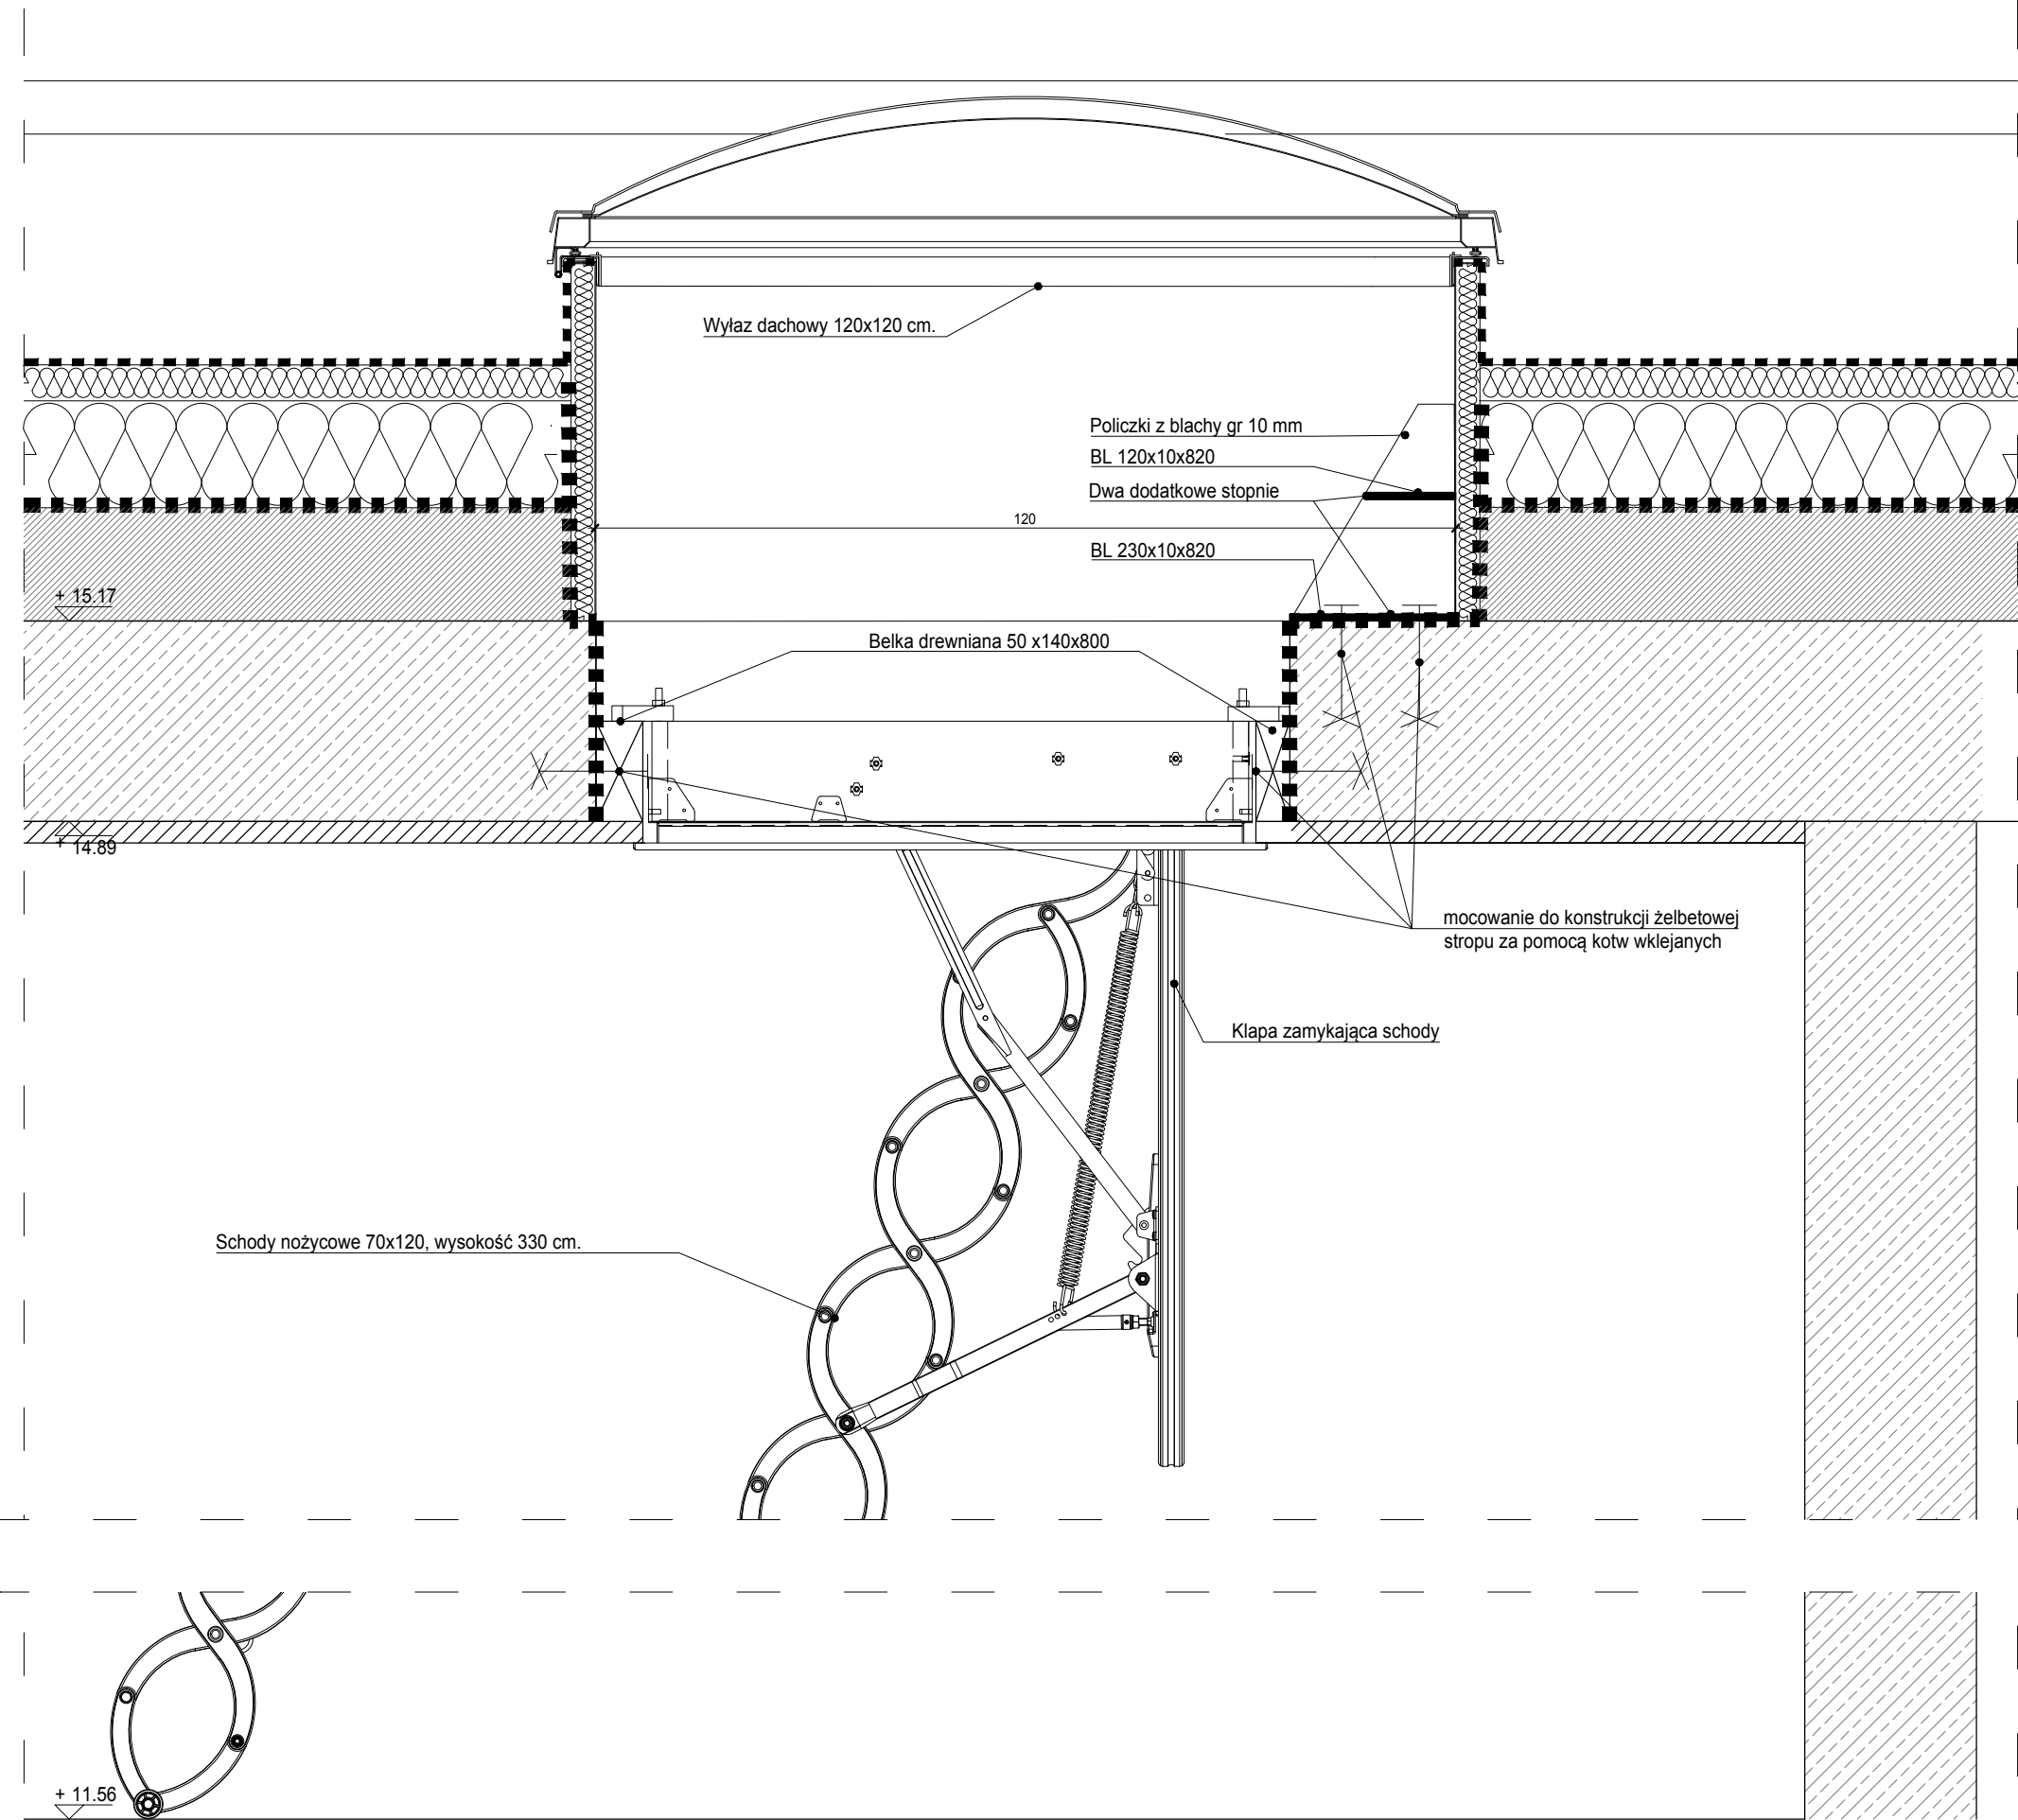 Wyłaz dachowy 120x120 cm.
Policzki z blachy gr 10 mm
BL 120x10x820
Dwa dodatkowe stopnie
120
BL 230x10x820
+ 15.17
Belka drewniana 50 x140x800
+ 14.89
mocowanie do konstrukcji żelbetowej
stropu za pomocą kotw wklejanych
Klapa zamykająca schody
Schody nożycowe 70x120, wysokość 330 cm.
+ 11.56